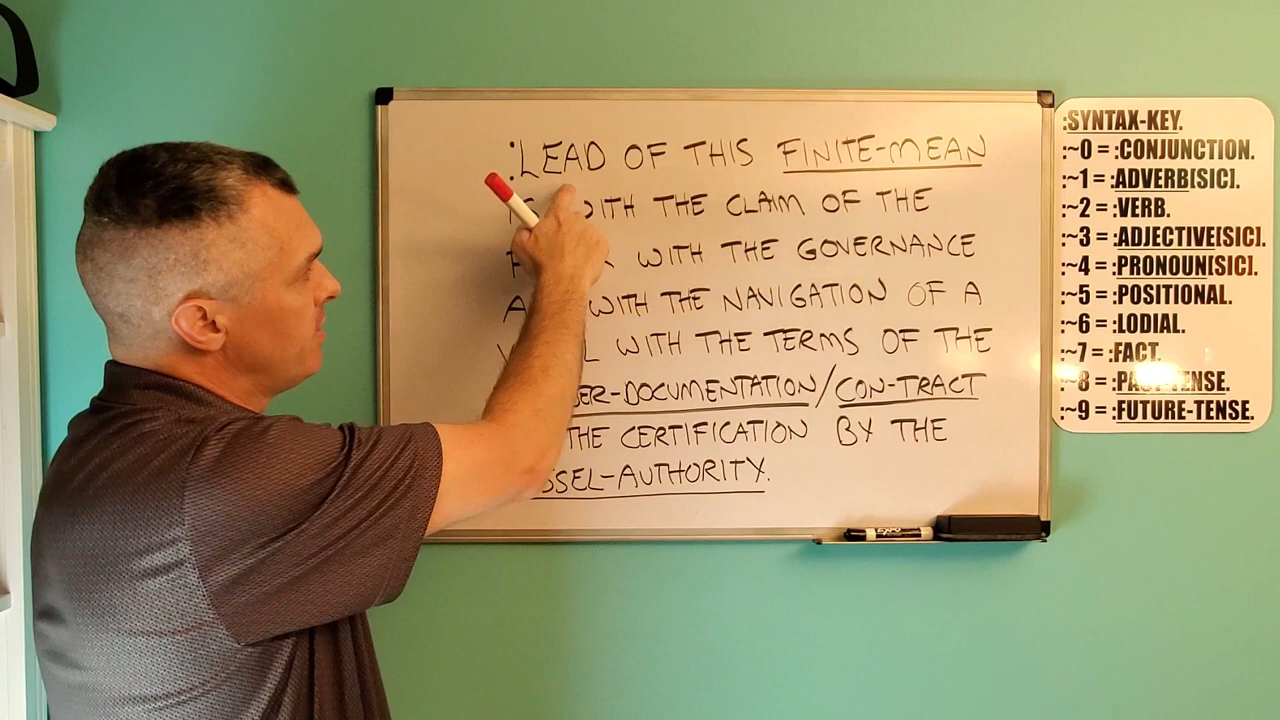 :LEAD OF THIS FINITE-MEAN
WITH THE CLAIM OF THE
WITH THE GOVERNANCE
WITH THE NAVIGATION OF A
WITH THE TERMS OF THE
-DOCUMENTATION/CON-TRACT
THE CERTIFICATION BY THE
-AUTHORITY.
EXPO
:SYNTAX-KEY.
:~0 = :CONJUNCTION.
:~1 = :ADVERB[SIC].
:~2 = :VERB.
:~3 = :ADJECTIVE[SIC].
:~4 = :PRONOUN[SIC].
:~5 = :POSITIONAL.
:~6 = :LODIAL.
:~7 = :FACT.
:~8 = :PAST-TENSE.
:~9 = :FUTURE-TENSE.